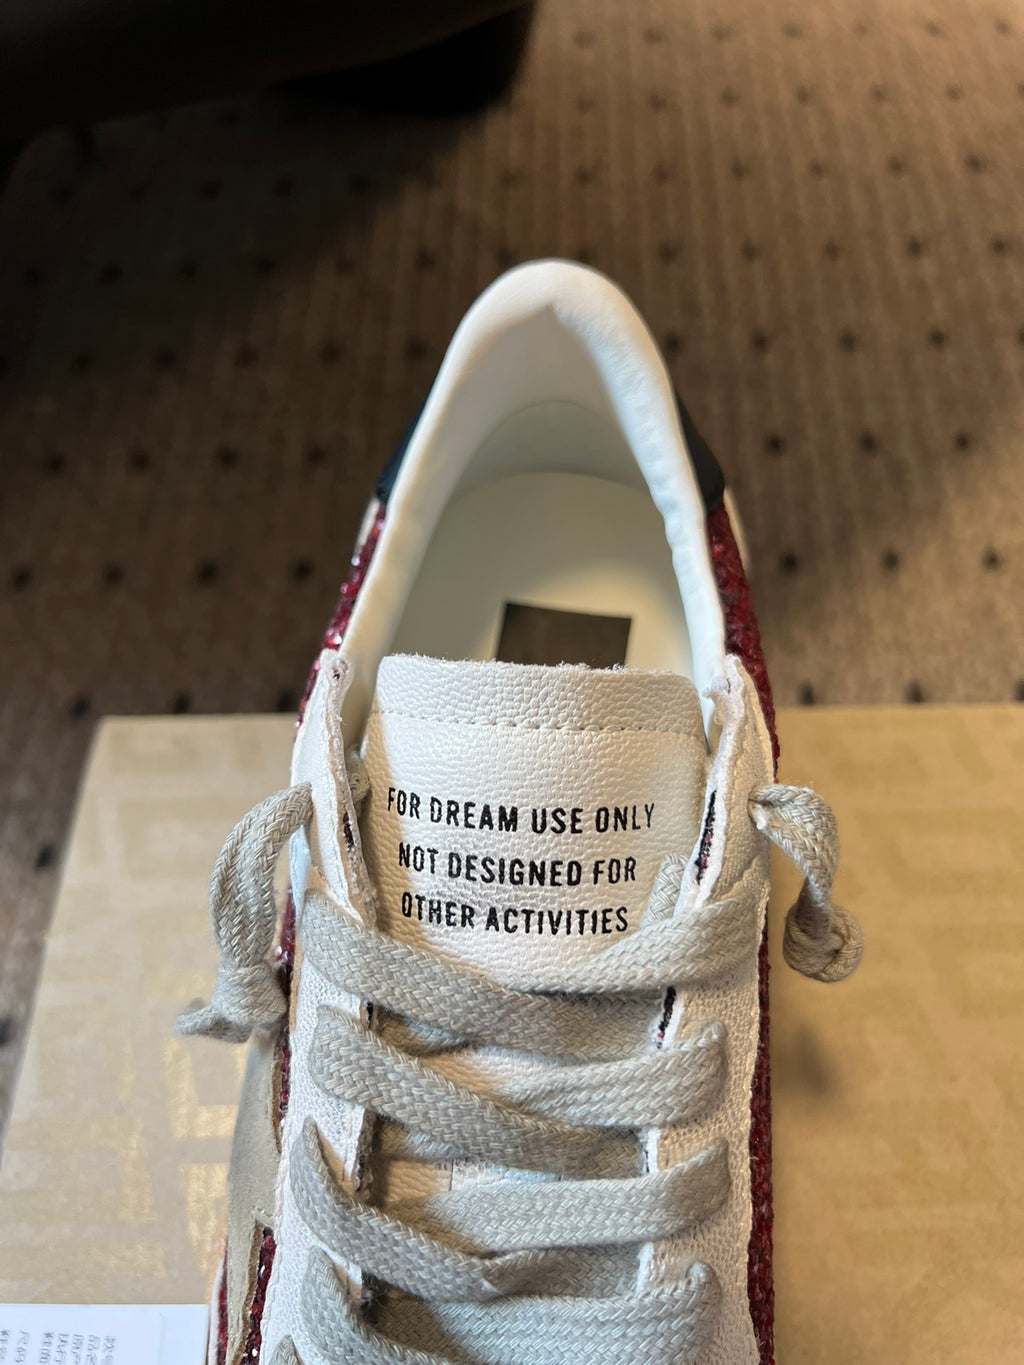 FOR DREAM USE ONLY
NOT DESIGNED FOR
OTHER ACTIVITIES